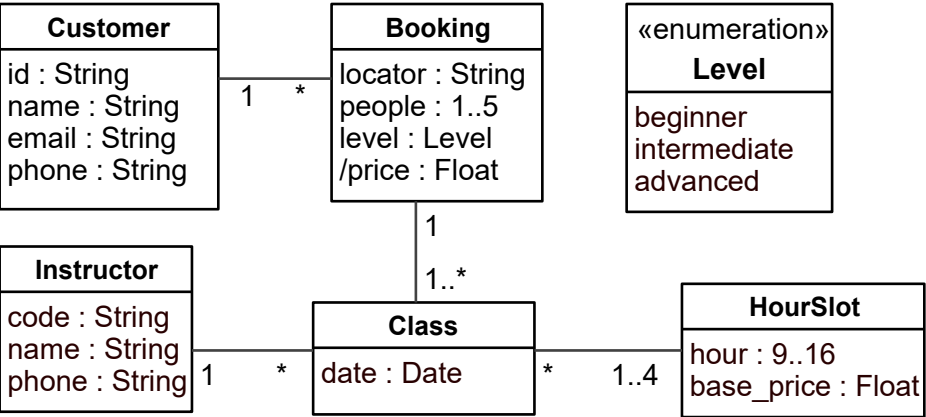 Customer
id : String
name : String
email : String
phone : String
1 *
Booking
locator : String
people : 1..5
level : Level
/price : Float
«enumeration»
Level
beginner
intermediate
advanced
1
1..*
Instructor
code : String
name : String
phone : String
1 *
Class
date : Date
* 1..4
HourSlot
hour : 9..16
base_price : Float